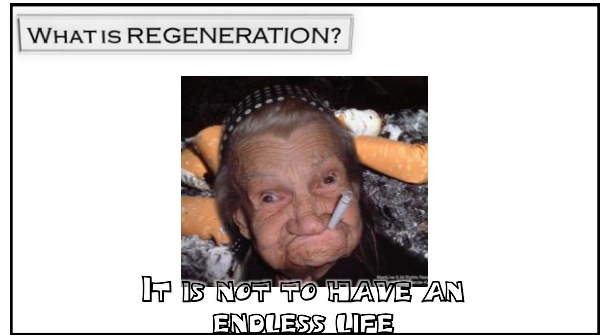 WHAT IS REGENERATION?
IT IS NOT TO HAVE AN
ENDLESS LIFE